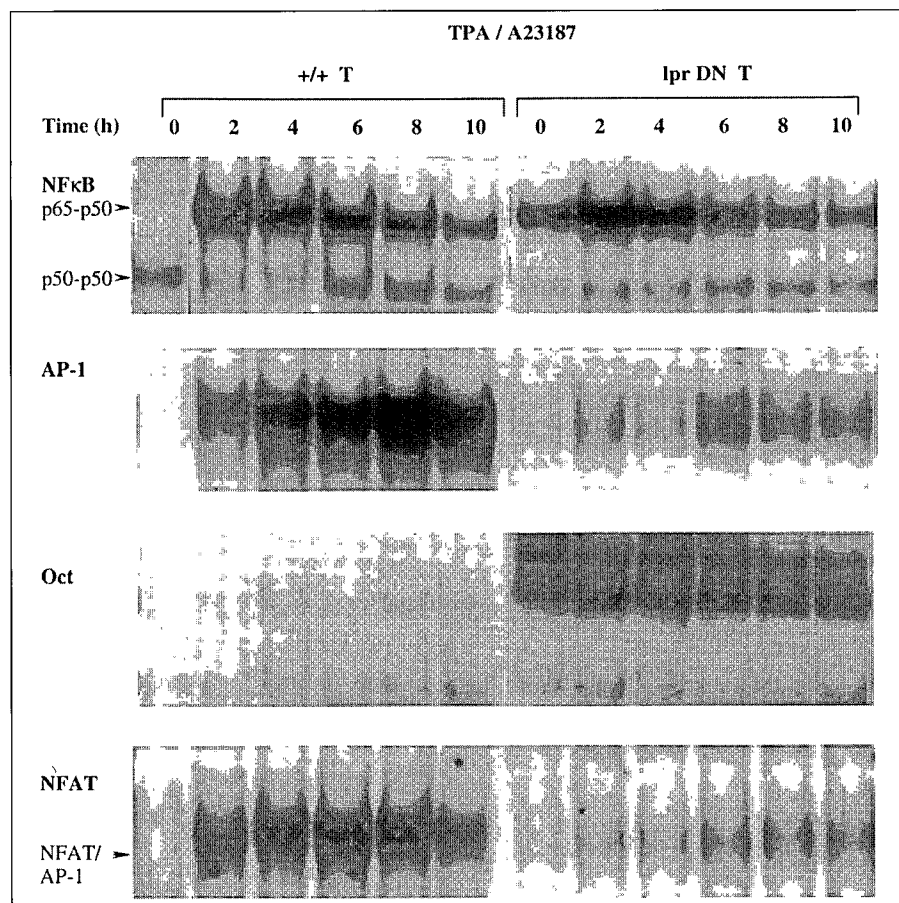 TPA / A23187
+/+ T lpr DN T
Time (h) 0 2 4 6 8 10 0 2 4 6 8 10
NFκB
p65-p50
p50-p50
AP-1
Oct
NFAT
NFAT/
AP-1